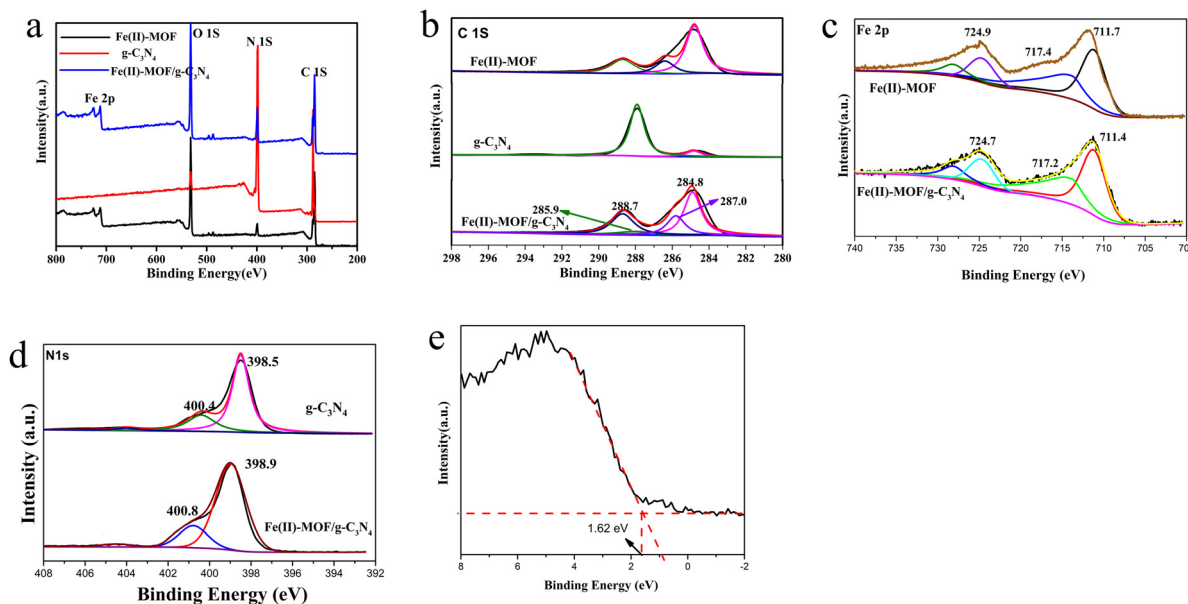 a
Fe(II)-MOF
g-C₃N₄
Fe(II)-MOF/g-C₃N₄
O 1S
N 1S
C 1S
Fe 2p
Intensity(a.u.)
800 700 600 500 400 300 200
Binding Energy(eV)
b
C 1S
Fe(II)-MOF
g-C₃N₄
284.8
285.9 288.7 287.0
Fe(II)-MOF/g-C₃N₄
Intensity(a.u.)
298 296 294 292 290 288 286 284 282 280
Binding Energy (eV)
c
Fe 2p
724.9 717.4 711.7
Fe(II)-MOF
724.7 717.2 711.4
Fe(II)-MOF/g-C₃N₄
Intensity(a.u.)
740 735 730 725 720 715 710 705 70
Binding Energy (eV)
d
N1s
398.5
400.4
g-C₃N₄
398.9
400.8
Fe(II)-MOF/g-C₃N₄
Intensity (a.u.)
408 406 404 402 400 398 396 394 392
Binding Energy (eV)
e
1.62 eV
Intensity(a.u.)
8 6 4 2 0 -2
Binding Energy (eV)